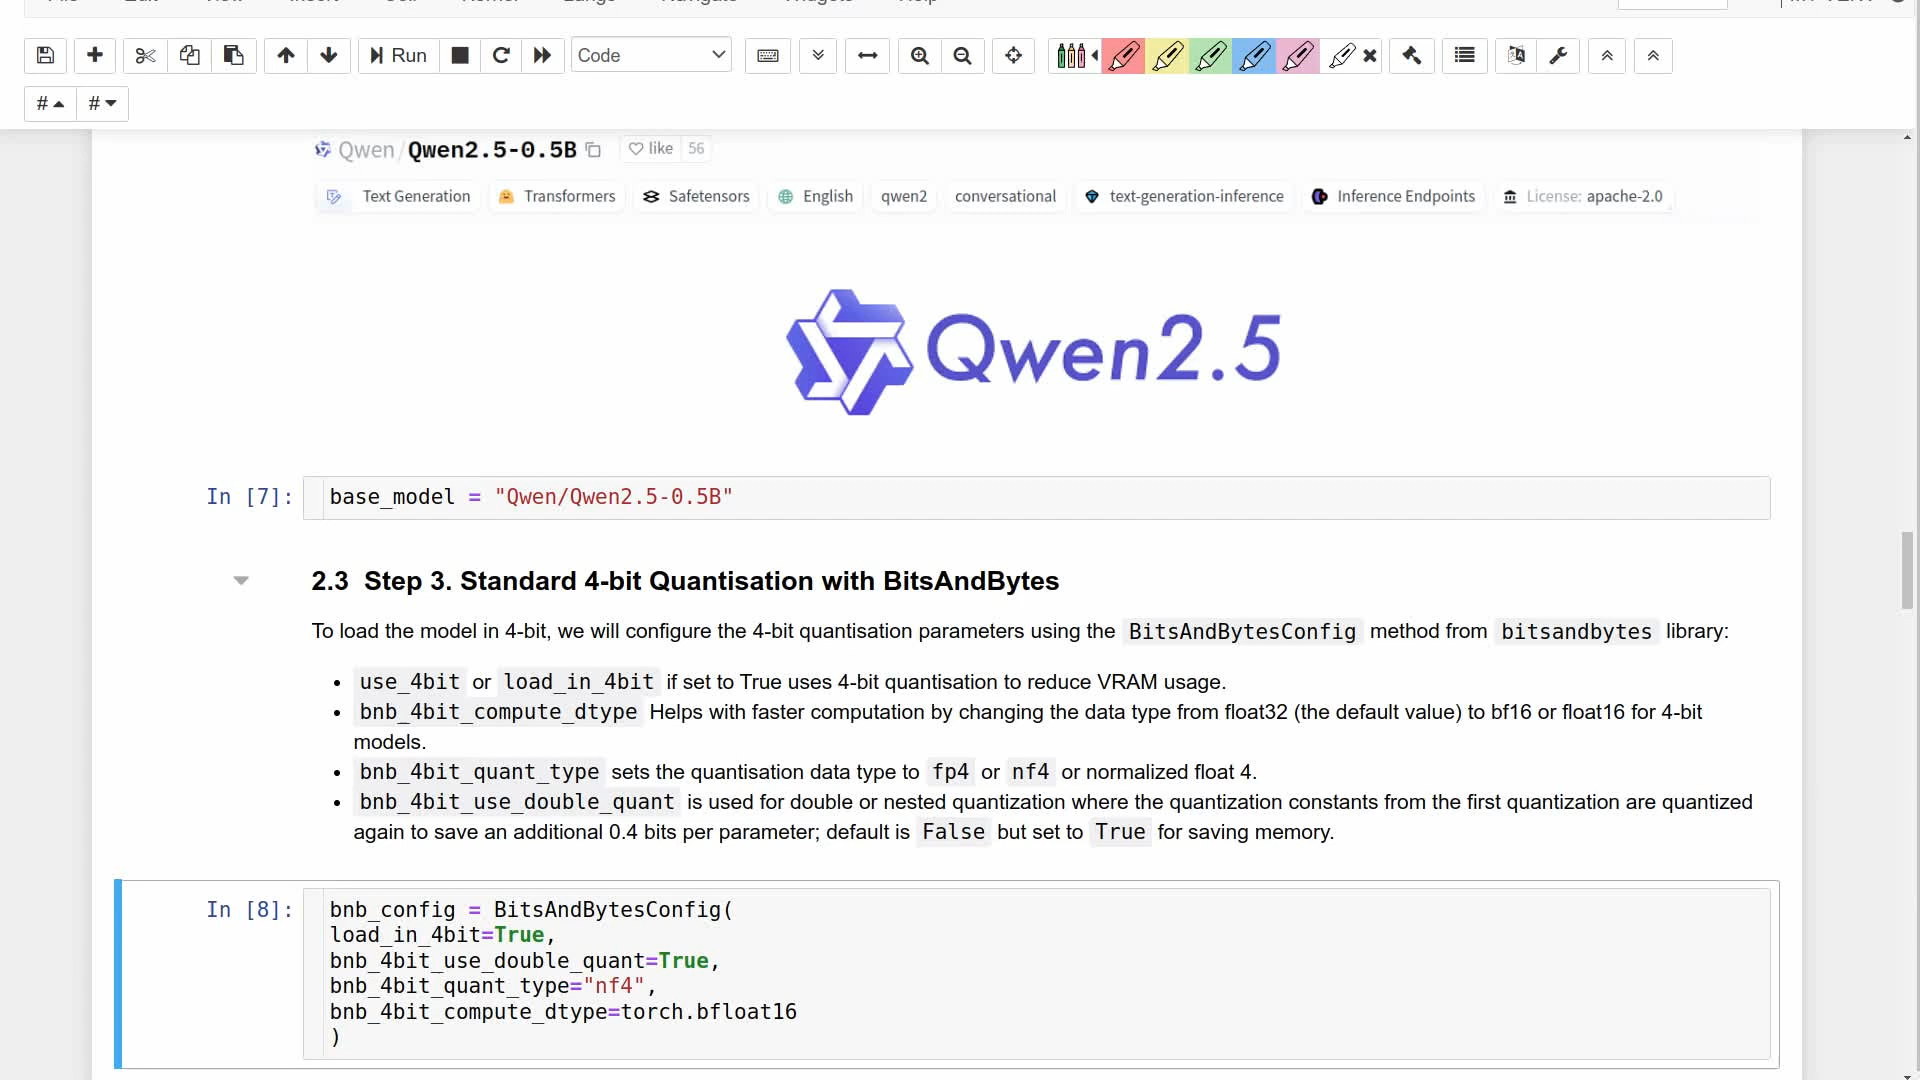 Run
Code
#
#
Qwen/Qwen2.5-0.5B like 56
Text Generation Transformers Safetensors English qwen2 conversational text-generation-inference Inference Endpoints License: apache-2.0
Qwen2.5
In [7]: base_model = "Qwen/Qwen2.5-0.5B"
2.3 Step 3. Standard 4-bit Quantisation with BitsAndBytes
To load the model in 4-bit, we will configure the 4-bit quantisation parameters using the BitsAndBytesConfig method from bitsandbytes library:
• use_4bit or load_in_4bit if set to True uses 4-bit quantisation to reduce VRAM usage.
• bnb_4bit_compute_dtype Helps with faster computation by changing the data type from float32 (the default value) to bf16 or float16 for 4-bit
models.
• bnb_4bit_quant_type sets the quantisation data type to fp4 or nf4 or normalized float 4.
• bnb_4bit_use_double_quant is used for double or nested quantization where the quantization constants from the first quantization are quantized
again to save an additional 0.4 bits per parameter; default is False but set to True for saving memory.
In [8]: bnb_config = BitsAndBytesConfig(
load_in_4bit=True,
bnb_4bit_use_double_quant=True,
bnb_4bit_quant_type="nf4",
bnb_4bit_compute_dtype=torch.bfloat16
)